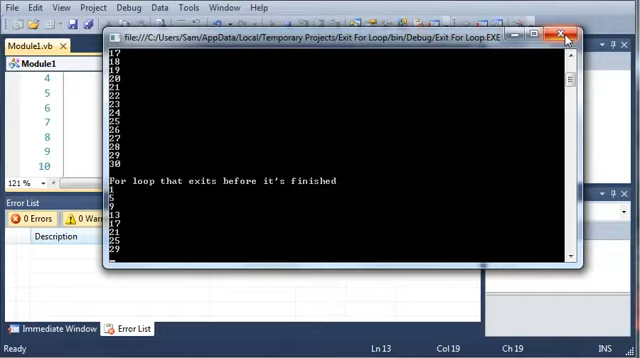 File Edit View Project Debug Data Tools Window Help
file:///C:/Users/Sam/AppData/Local/Temporary Projects/Exit For Loop/bin/Debug/Exit For Loop.EXE
Module1.vb
Module1
4
5
6
7
8
9
10
121 %
17
18
19
20
21
22
23
24
25
26
27
28
29
30
For loop that exits before it's finished
1
5
9
13
17
21
25
29
Error List
0 Errors
0 Warn
Description
Immediate Window
Error List
Ready
Ln 13
Col 19
Ch 19
INS